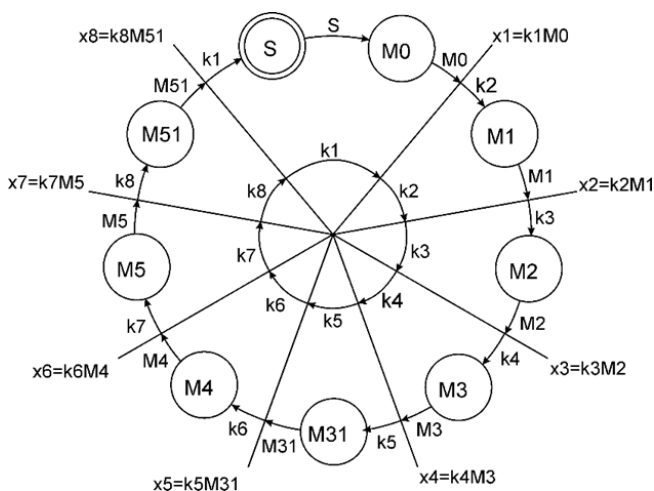 x8=k8M51
k1
S
S
M0
x1=k1M0
M0
k2
M51
M51
M1
k8
k1
k2
M1
x7=k7M5
x2=k2M1
k8
k3
M5
k7
k3
M5
M2
k6
k5
k4
k7
M2
x6=k6M4
M4
k4
x3=k3M2
M4
M3
k6
M31
M31
k5
M3
x5=k5M31
x4=k4M3